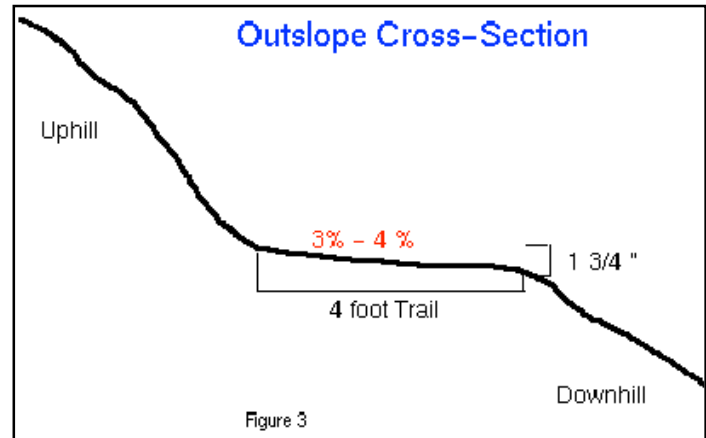 Outslope Cross-Section
Uphill
3% - 4 %
1 3/4 "
4 foot Trail
Downhill
Figure 3